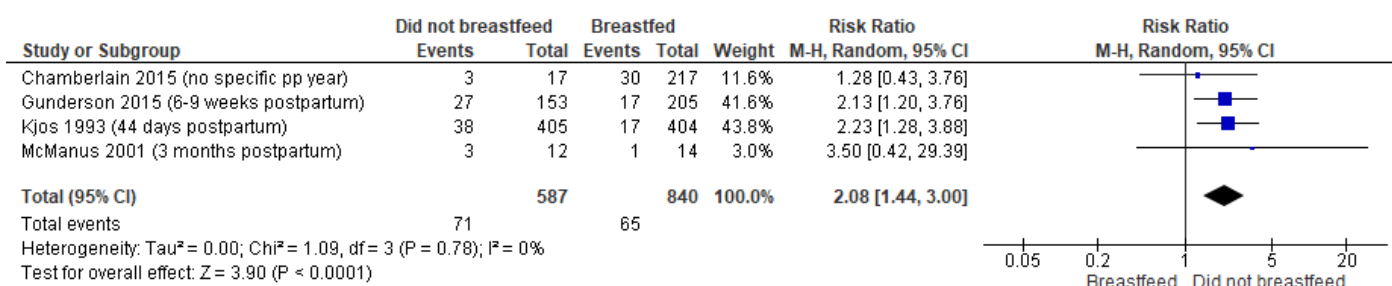 Did not breastfeed Breastfed Risk Ratio Risk Ratio
Study or Subgroup Events Total Events Total Weight M-H, Random, 95% CI M-H, Random, 95% CI
Chamberlain 2015 (no specific pp year) 3 17 30 217 11.6% 1.28 [0.43, 3.76]
Gunderson 2015 (6-9 weeks postpartum) 27 153 17 205 41.6% 2.13 [1.20, 3.76]
Kjos 1993 (44 days postpartum) 38 405 17 404 43.8% 2.23 [1.28, 3.88]
McManus 2001 (3 months postpartum) 3 12 1 14 3.0% 3.50 [0.42, 29.39]
Total (95% CI) 587 840 100.0% 2.08 [1.44, 3.00]
Total events 71 65
Heterogeneity: Tau² = 0.00; Chi² = 1.09, df = 3 (P = 0.78); I² = 0%
Test for overall effect: Z = 3.90 (P < 0.0001)
0.05 0.2 1 5 20
Breastfeed Did not breastfeed